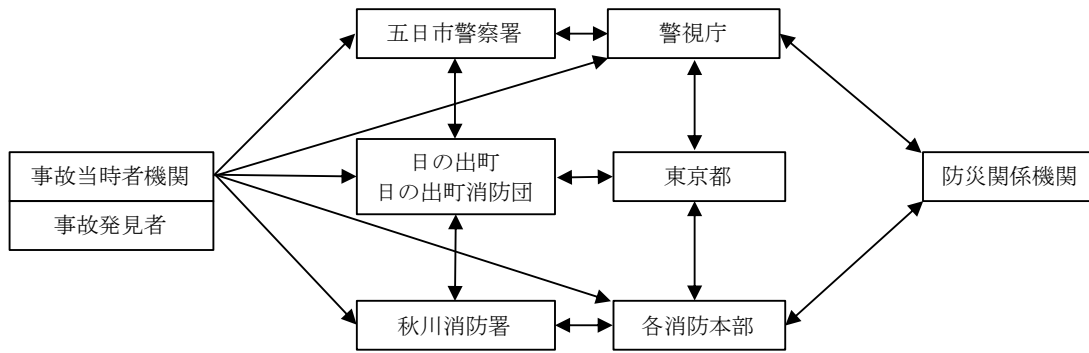 五日市警察署
警視庁
日の出町
日の出町消防団
東京都
事故当時者機関
事故発見者
防災関係機関
秋川消防署
各消防本部